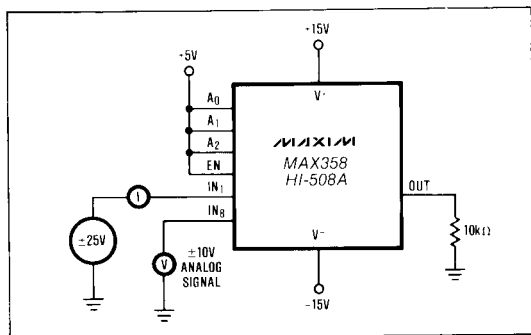 +15V
+5V
V+
A0
A1
A2
EN
IN1
IN8
MAXIM
MAX358
HI-508A
OUT
I
±25V
V
±10V
ANALOG
SIGNAL
V−
10kΩ
-15V